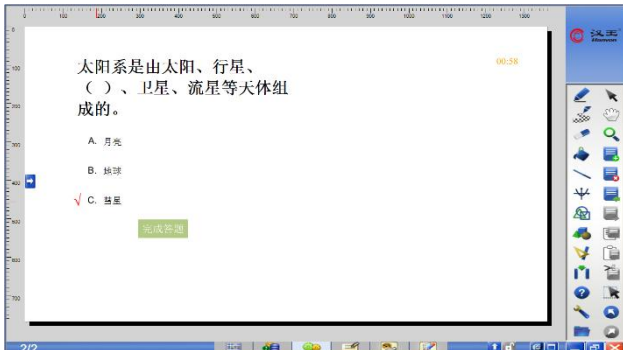 太阳系是由太阳、行星、
（ ）、卫星、流星等天体组
成的。
00:58
A. 月亮
B. 地球
√ C. 彗星
完成答题
汉王
Hanwang
2/2